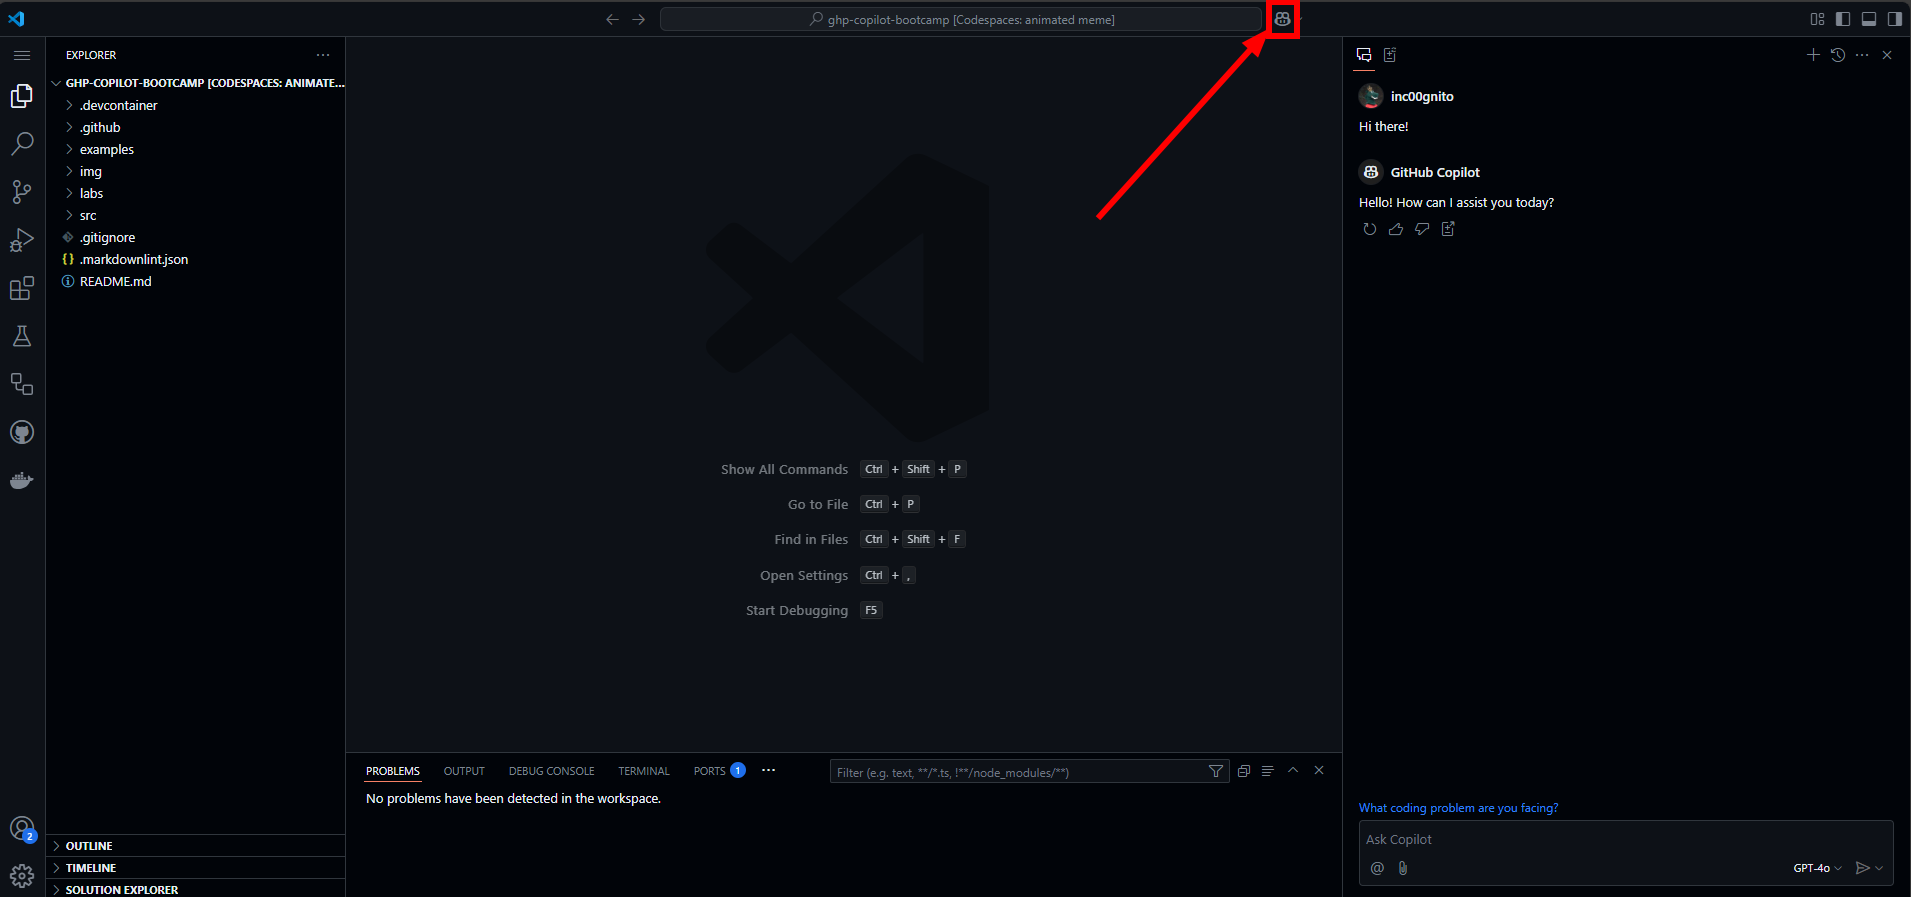 ghp-copilot-bootcamp [Codespaces: animated meme]
EXPLORER
GHP-COPILOT-BOOTCAMP [CODESPACES: ANIMATE...
.devcontainer
.github
examples
img
labs
src
.gitignore
{} .markdownlint.json
README.md
OUTLINE
TIMELINE
SOLUTION EXPLORER
2
Show All Commands Ctrl + Shift + P
Go to File Ctrl + P
Find in Files Ctrl + Shift + F
Open Settings Ctrl + ,
Start Debugging F5
PROBLEMS OUTPUT DEBUG CONSOLE TERMINAL PORTS 1 ...
Filter (e.g. text, **/*.ts, !**/node_modules/**)
No problems have been detected in the workspace.
inc00gnito
Hi there!
GitHub Copilot
Hello! How can I assist you today?
What coding problem are you facing?
Ask Copilot
@ GPT-4o